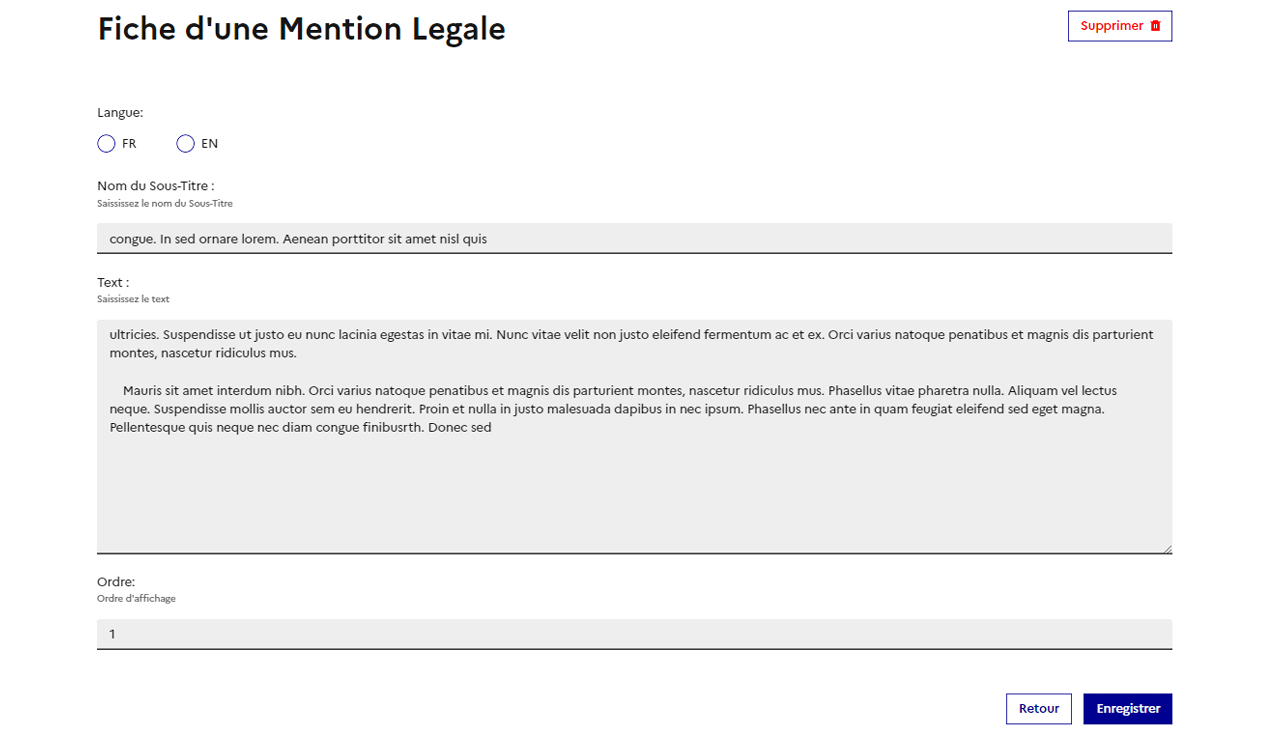 Fiche d'une Mention Legale
Supprimer
Langue:
FR
EN
Nom du Sous-Titre :
Saississez le nom du Sous-Titre
congue. In sed ornare lorem. Aenean porttitor sit amet nisl quis
Text :
Saississez le text
ultricies. Suspendisse ut justo eu nunc lacinia egestas in vitae mi. Nunc vitae velit non justo eleifend fermentum ac et ex. Orci varius natoque penatibus et magnis dis parturient
montes, nascetur ridiculus mus.
Mauris sit amet interdum nibh. Orci varius natoque penatibus et magnis dis parturient montes, nascetur ridiculus mus. Phasellus vitae pharetra nulla. Aliquam vel lectus
neque. Suspendisse mollis auctor sem eu hendrerit. Proin et nulla in justo malesuada dapibus in nec ipsum. Phasellus nec ante in quam feugiat eleifend sed eget magna.
Pellentesque quis neque nec diam congue finibusrth. Donec sed
Ordre:
Ordre d'affichage
1
Retour
Enregistrer